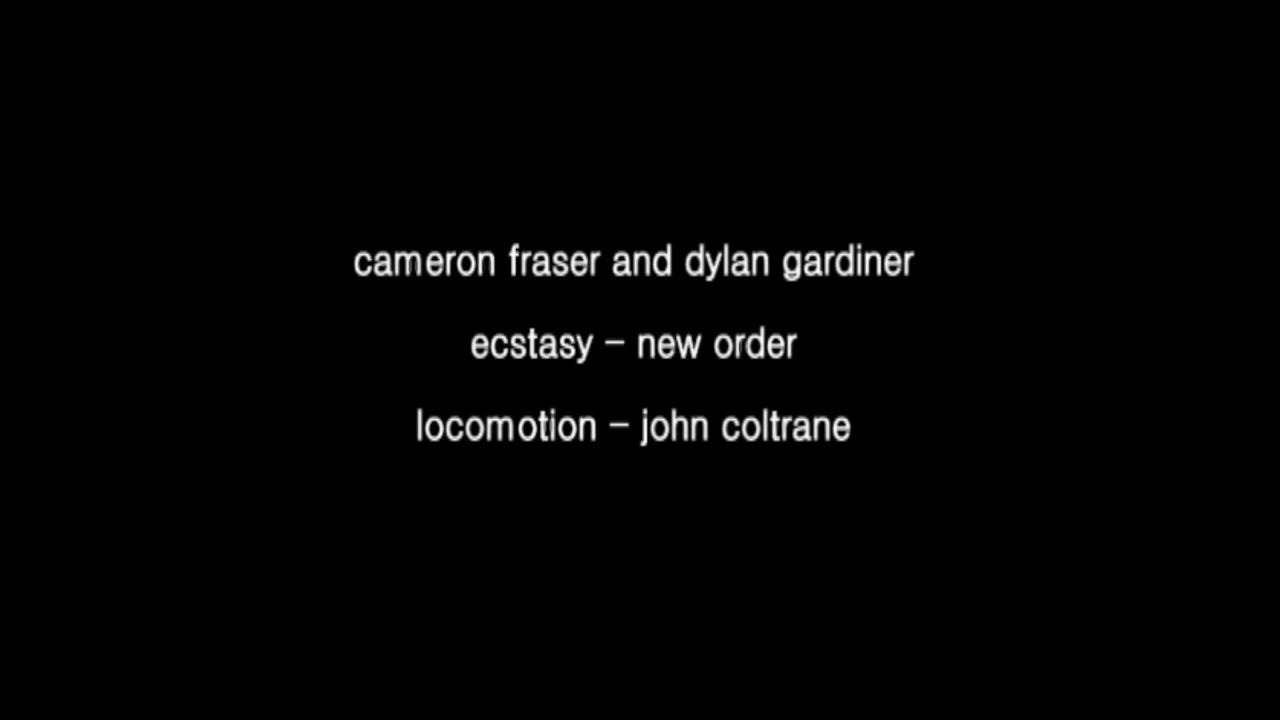 cameron fraser and dylan gardiner
ecstasy – new order
locomotion – john coltrane